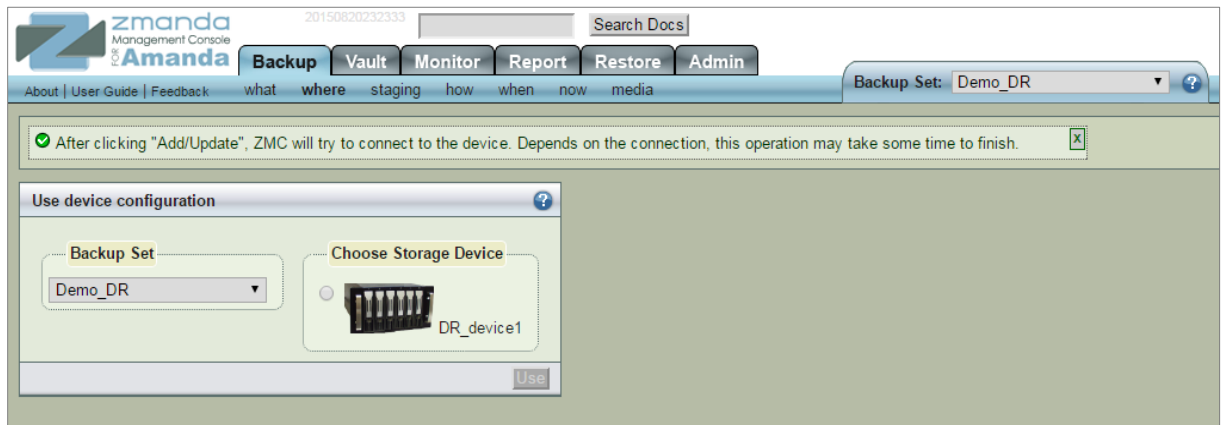 zmanda
Management Console
FOR Amanda
20150820232333
Search Docs
Backup Vault Monitor Report Restore Admin
About | User Guide | Feedback
what where staging how when now media
Backup Set: Demo_DR ?
After clicking "Add/Update", ZMC will try to connect to the device. Depends on the connection, this operation may take some time to finish. x
Use device configuration ?
Backup Set
Demo_DR
Choose Storage Device
DR_device1
Use